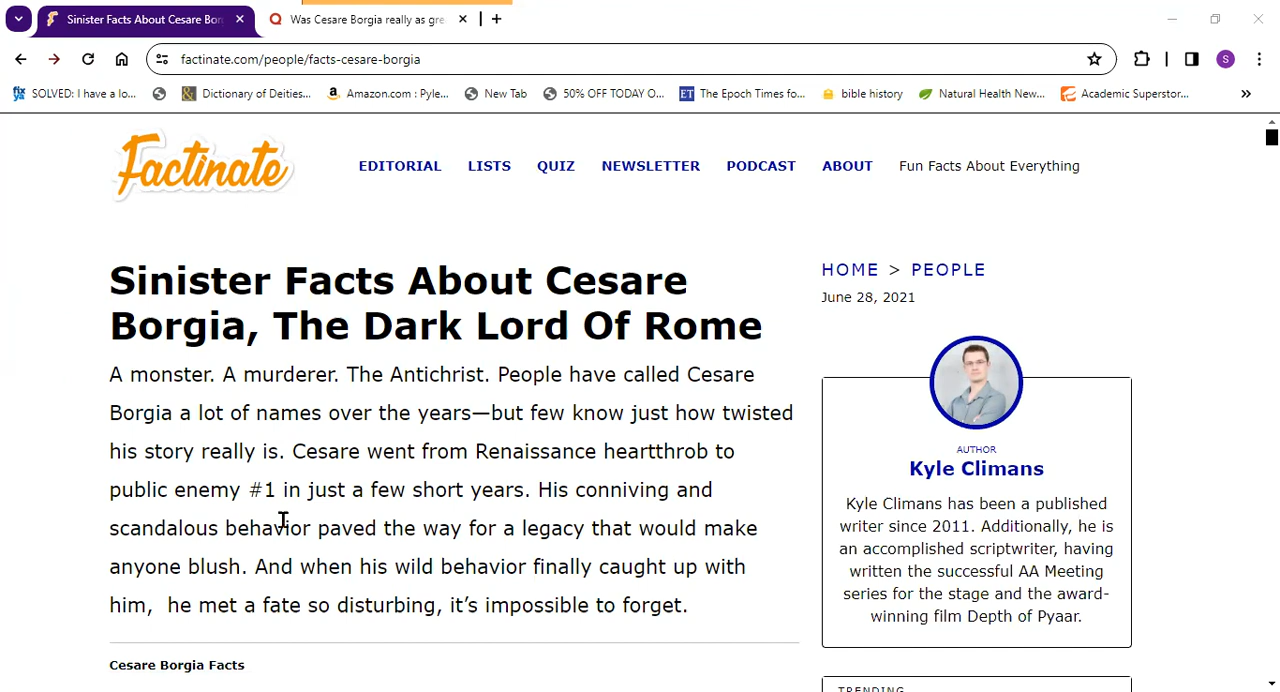 Sinister Facts About Cesare Bor
Was Cesare Borgia really as gre
factinate.com/people/facts-cesare-borgia
S
fix SOLVED: I have a lo...
& Dictionary of Deities...
a Amazon.com : Pyle...
New Tab
50% OFF TODAY O...
ET The Epoch Times fo...
bible history
Natural Health New...
Academic Superstor...
»
Factinate
EDITORIAL LISTS QUIZ NEWSLETTER PODCAST ABOUT Fun Facts About Everything
Sinister Facts About Cesare
Borgia, The Dark Lord Of Rome
A monster. A murderer. The Antichrist. People have called Cesare
Borgia a lot of names over the years—but few know just how twisted
his story really is. Cesare went from Renaissance heartthrob to
public enemy #1 in just a few short years. His conniving and
scandalous behavior paved the way for a legacy that would make
anyone blush. And when his wild behavior finally caught up with
him,  he met a fate so disturbing, it’s impossible to forget.
Cesare Borgia Facts
HOME > PEOPLE
June 28, 2021
AUTHOR
Kyle Climans
Kyle Climans has been a published
writer since 2011. Additionally, he is
an accomplished scriptwriter, having
written the successful AA Meeting
series for the stage and the award-
winning film Depth of Pyaar.
TRENDING